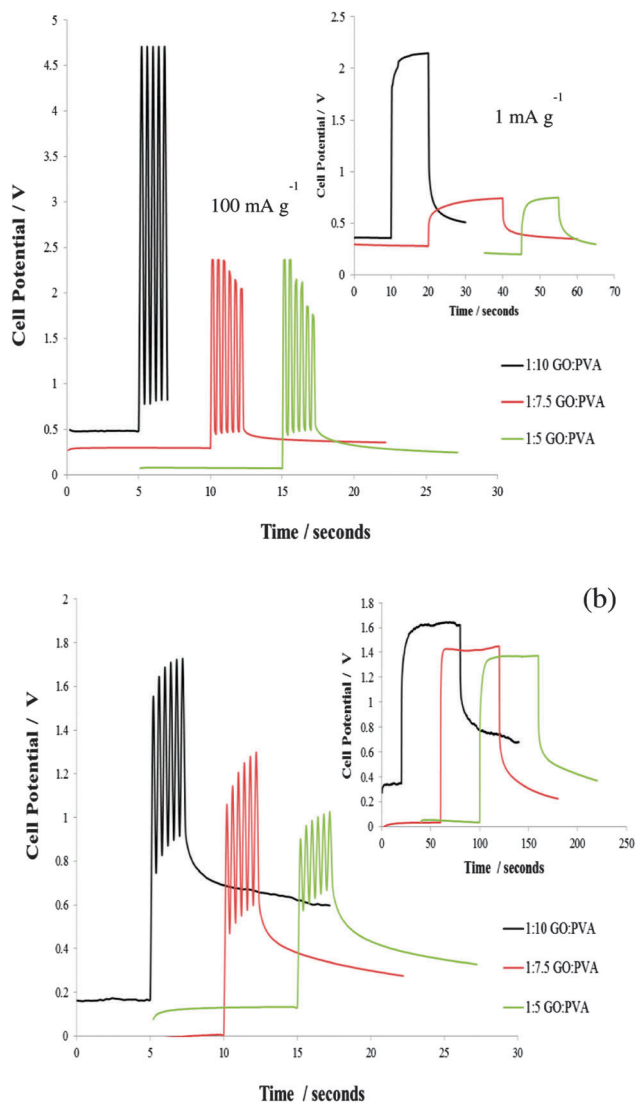 5
4.5
4
3.5
3
2.5
2
1.5
1
0.5
0
Cell Potential / V
0 5 10 15 20 25 30
Time / seconds
100 mA g⁻¹
2.5
2
1.5
1
0.5
0
Cell Potential / V
0 10 20 30 40 50 60 70
Time / seconds
1 mA g⁻¹
1:10 GO:PVA
1:7.5 GO:PVA
1:5 GO:PVA
(b)
2
1.8
1.6
1.4
1.2
1
0.8
0.6
0.4
0.2
0
Cell Potential / V
0 5 10 15 20 25 30
Time / seconds
1.8
1.6
1.4
1.2
1
0.8
0.6
0.4
0.2
0
Cell Potential / V
0 50 100 150 200 250
Time / seconds
1:10 GO:PVA
1:7.5 GO:PVA
1:5 GO:PVA